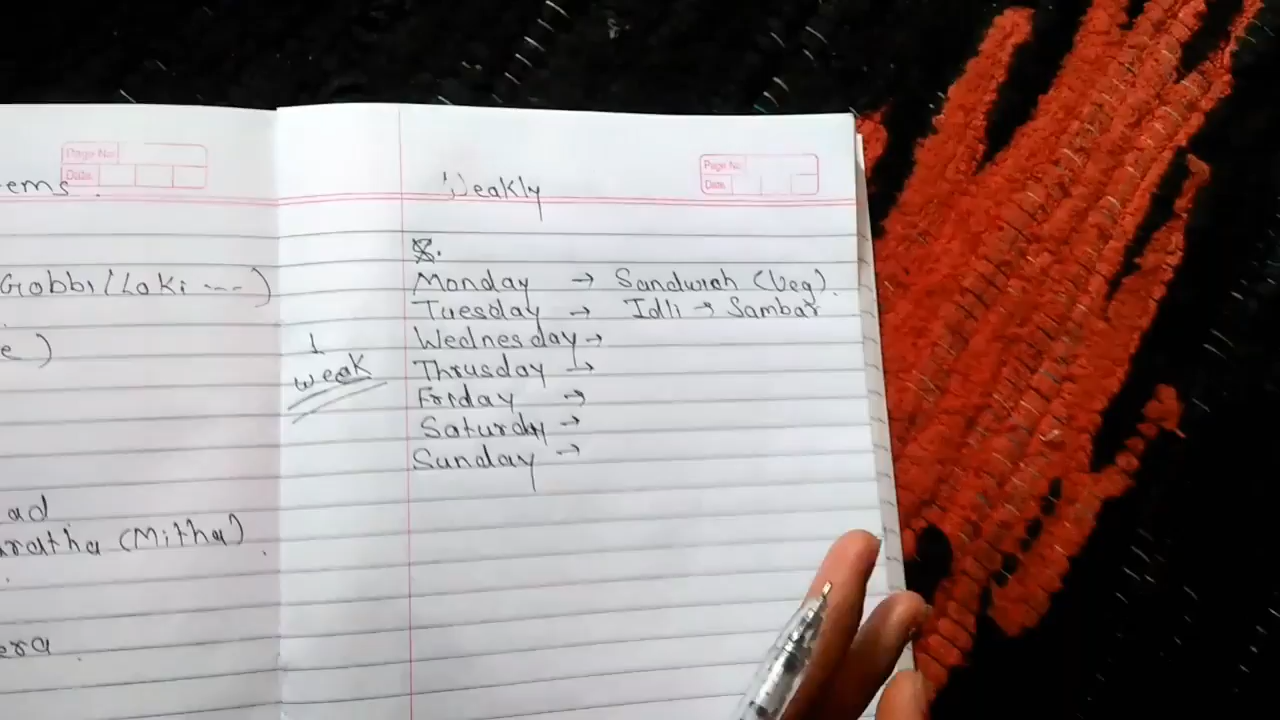 Page No.
Date
ems.
Gobbi/Loki ---)
e)
ad
aratha (Mitha)
era
Page No.
Date
Weakly
1
week
Monday → Sandwich (Veg).
Tuesday → Idli → Sambar
Wednesday →
Thrusday →
Friday →
Saturday →
Sunday →